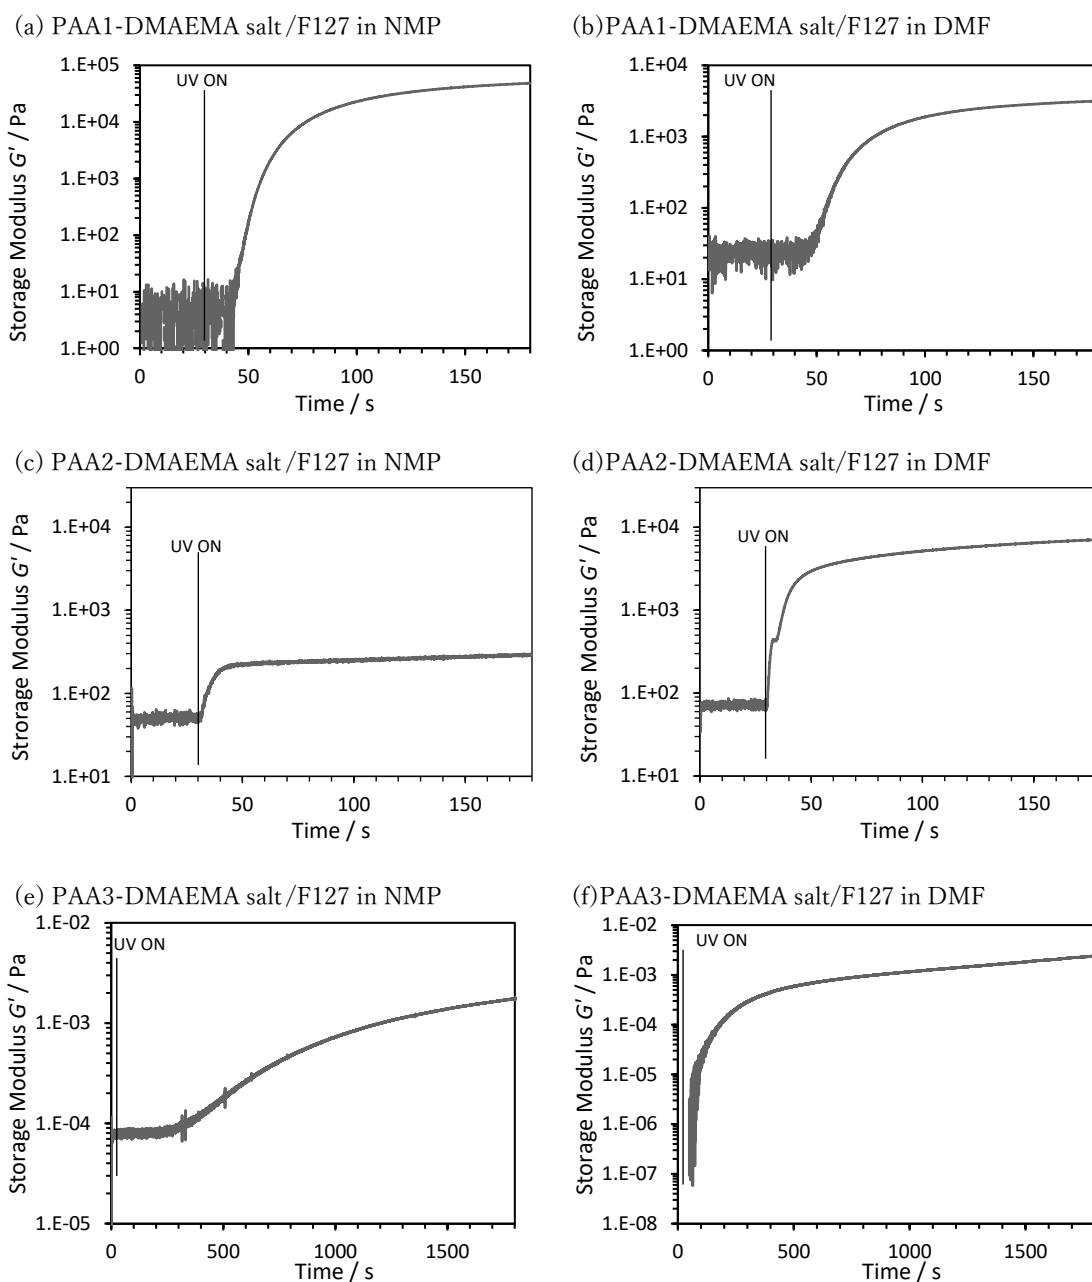 (a) PAA1-DMAEMA salt/F127 in NMP
1.E+05
UV ON
1.E+04
1.E+03
1.E+02
1.E+01
1.E+00
0 50 100 150
Time / s
Storage Modulus G' / Pa
(b)PAA1-DMAEMA salt/F127 in DMF
1.E+04
UV ON
1.E+03
1.E+02
1.E+01
1.E+00
0 50 100 150
Time / s
Storage Modulus G' / Pa
(c) PAA2-DMAEMA salt/F127 in NMP
1.E+04
UV ON
1.E+03
1.E+02
1.E+01
0 50 100 150
Time / s
Strorage Modulus G' / Pa
(d)PAA2-DMAEMA salt/F127 in DMF
1.E+04
UV ON
1.E+03
1.E+02
1.E+01
0 50 100 150
Time / s
Strorage Modulus G' / Pa
(e) PAA3-DMAEMA salt/F127 in NMP
1.E-02
UV ON
1.E-03
1.E-04
1.E-05
0 500 1000 1500
Time / s
Storage Modulus G' / Pa
(f)PAA3-DMAEMA salt/F127 in DMF
1.E-02
UV ON
1.E-03
1.E-04
1.E-05
1.E-06
1.E-07
1.E-08
0 500 1000 1500
Time / s
Storage Modulus G' / Pa